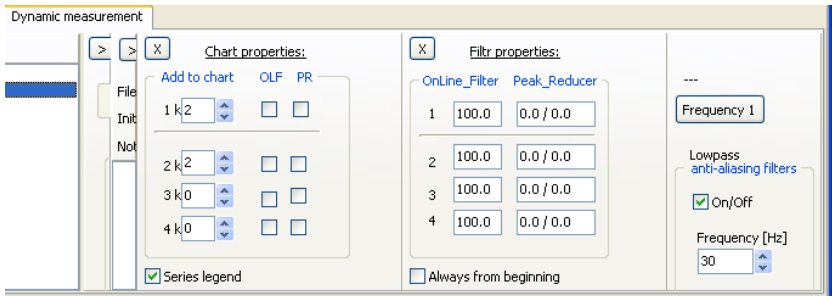 Dynamic measurement
> > X Chart properties: X Filtr properties:
Add to chart OLF PR OnLine_Filter Peak_Reducer ---
File
1 k 2 1 100.0 0.0 / 0.0 Frequency 1
Init
Not
2 k 2 2 100.0 0.0 / 0.0 Lowpass
anti-aliasing filters
3 k 0 3 100.0 0.0 / 0.0 On/Off
4 k 0 4 100.0 0.0 / 0.0 Frequency [Hz]
30
Series legend Always from beginning